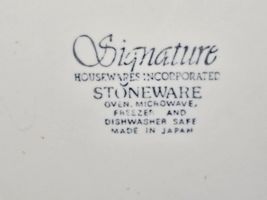 Signature
HOUSEWARES INCORPORATED
STONEWARE
OVEN, MICROWAVE,
FREEZER AND
DISHWASHER SAFE
MADE IN JAPAN